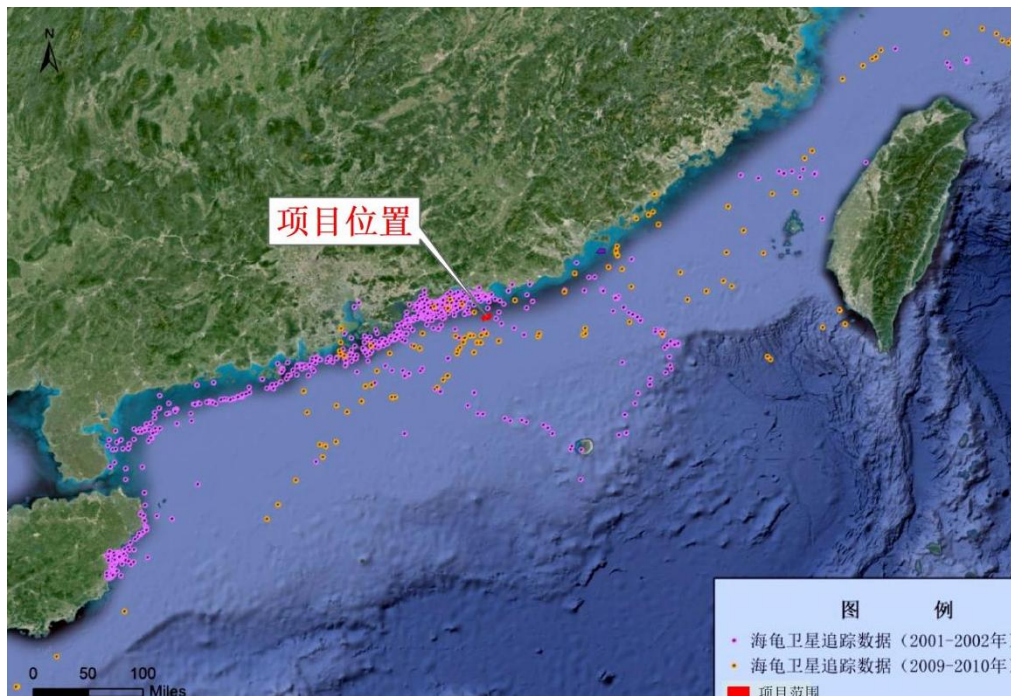 N
项目位置
图 例
海龟卫星追踪数据（2001-2002年）
海龟卫星追踪数据（2009-2010年）
项目范围
0 50 100
Miles